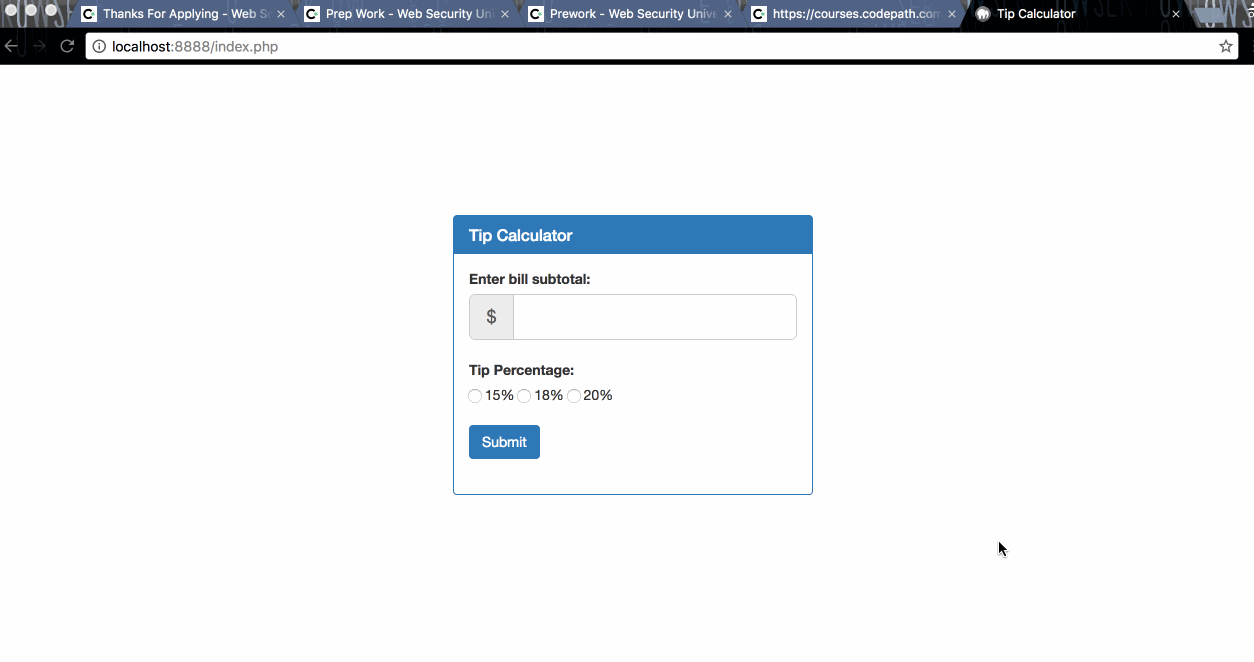 Thanks For Applying - Web S
Prep Work - Web Security Uni
Prework - Web Security Unive
https://courses.codepath.com
Tip Calculator
localhost:8888/index.php
Tip Calculator
Enter bill subtotal:
$
Tip Percentage:
15% 18% 20%
Submit